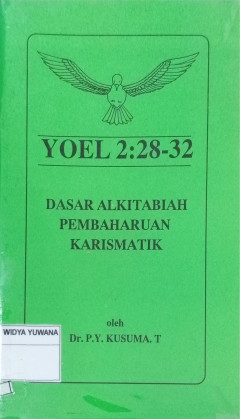 YOEL 2:28-32
DASAR ALKITABIAH
PEMBAHARUAN
KARISMATIK
oleh
Dr. P.Y. KUSUMA. T
WIDYA YUWANA